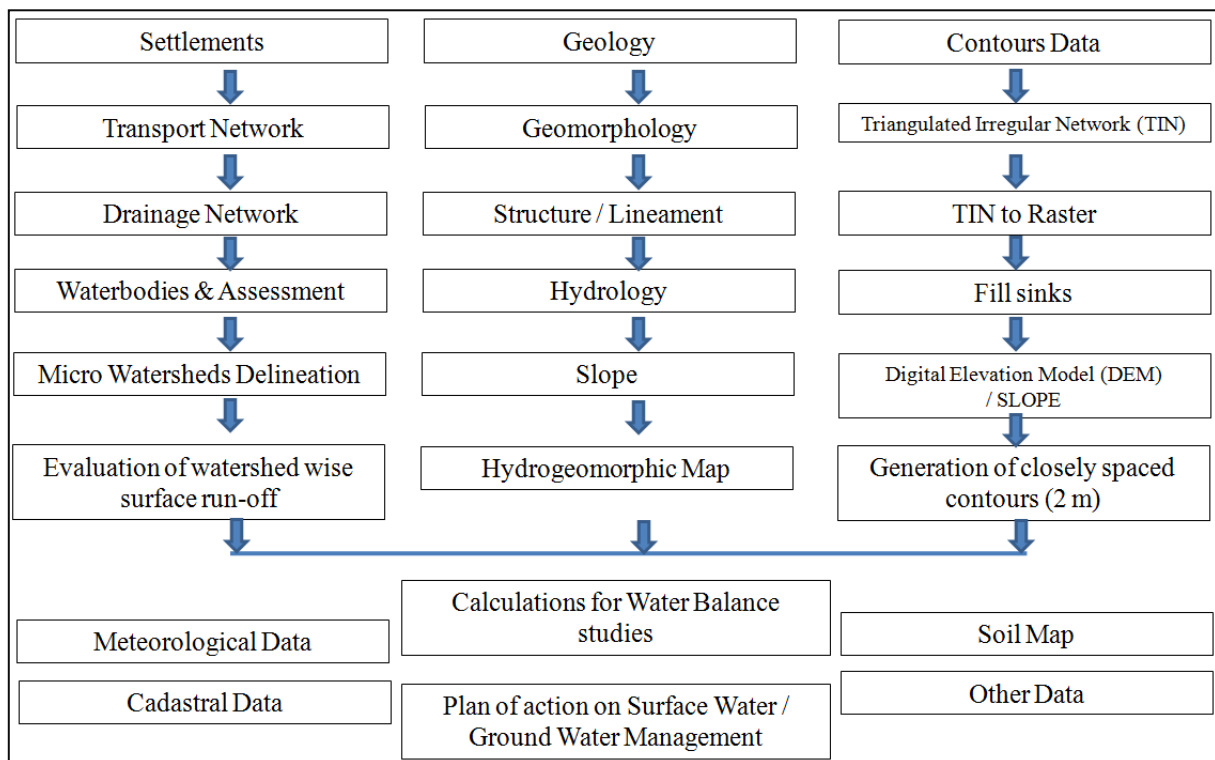 Settlements
Transport Network
Drainage Network
Waterbodies & Assessment
Micro Watersheds Delineation
Evaluation of watershed wise
surface run-off
Geology
Geomorphology
Structure / Lineament
Hydrology
Slope
Hydrogeomorphic Map
Contours Data
Triangulated Irregular Network (TIN)
TIN to Raster
Fill sinks
Digital Elevation Model (DEM)
/ SLOPE
Generation of closely spaced
contours (2 m)
Calculations for Water Balance
studies
Meteorological Data
Soil Map
Cadastral Data
Plan of action on Surface Water /
Ground Water Management
Other Data